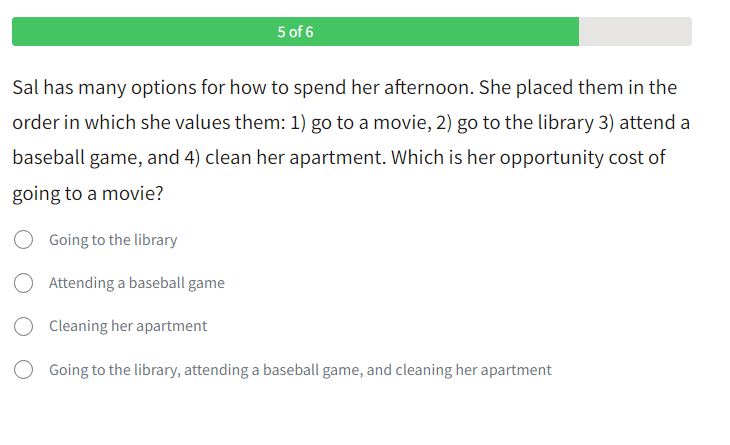 5 of 6
Sal has many options for how to spend her afternoon. She placed them in the
order in which she values them: 1) go to a movie, 2) go to the library 3) attend a
baseball game, and 4) clean her apartment. Which is her opportunity cost of
going to a movie?
Going to the library
Attending a baseball game
Cleaning her apartment
Going to the library, attending a baseball game, and cleaning her apartment